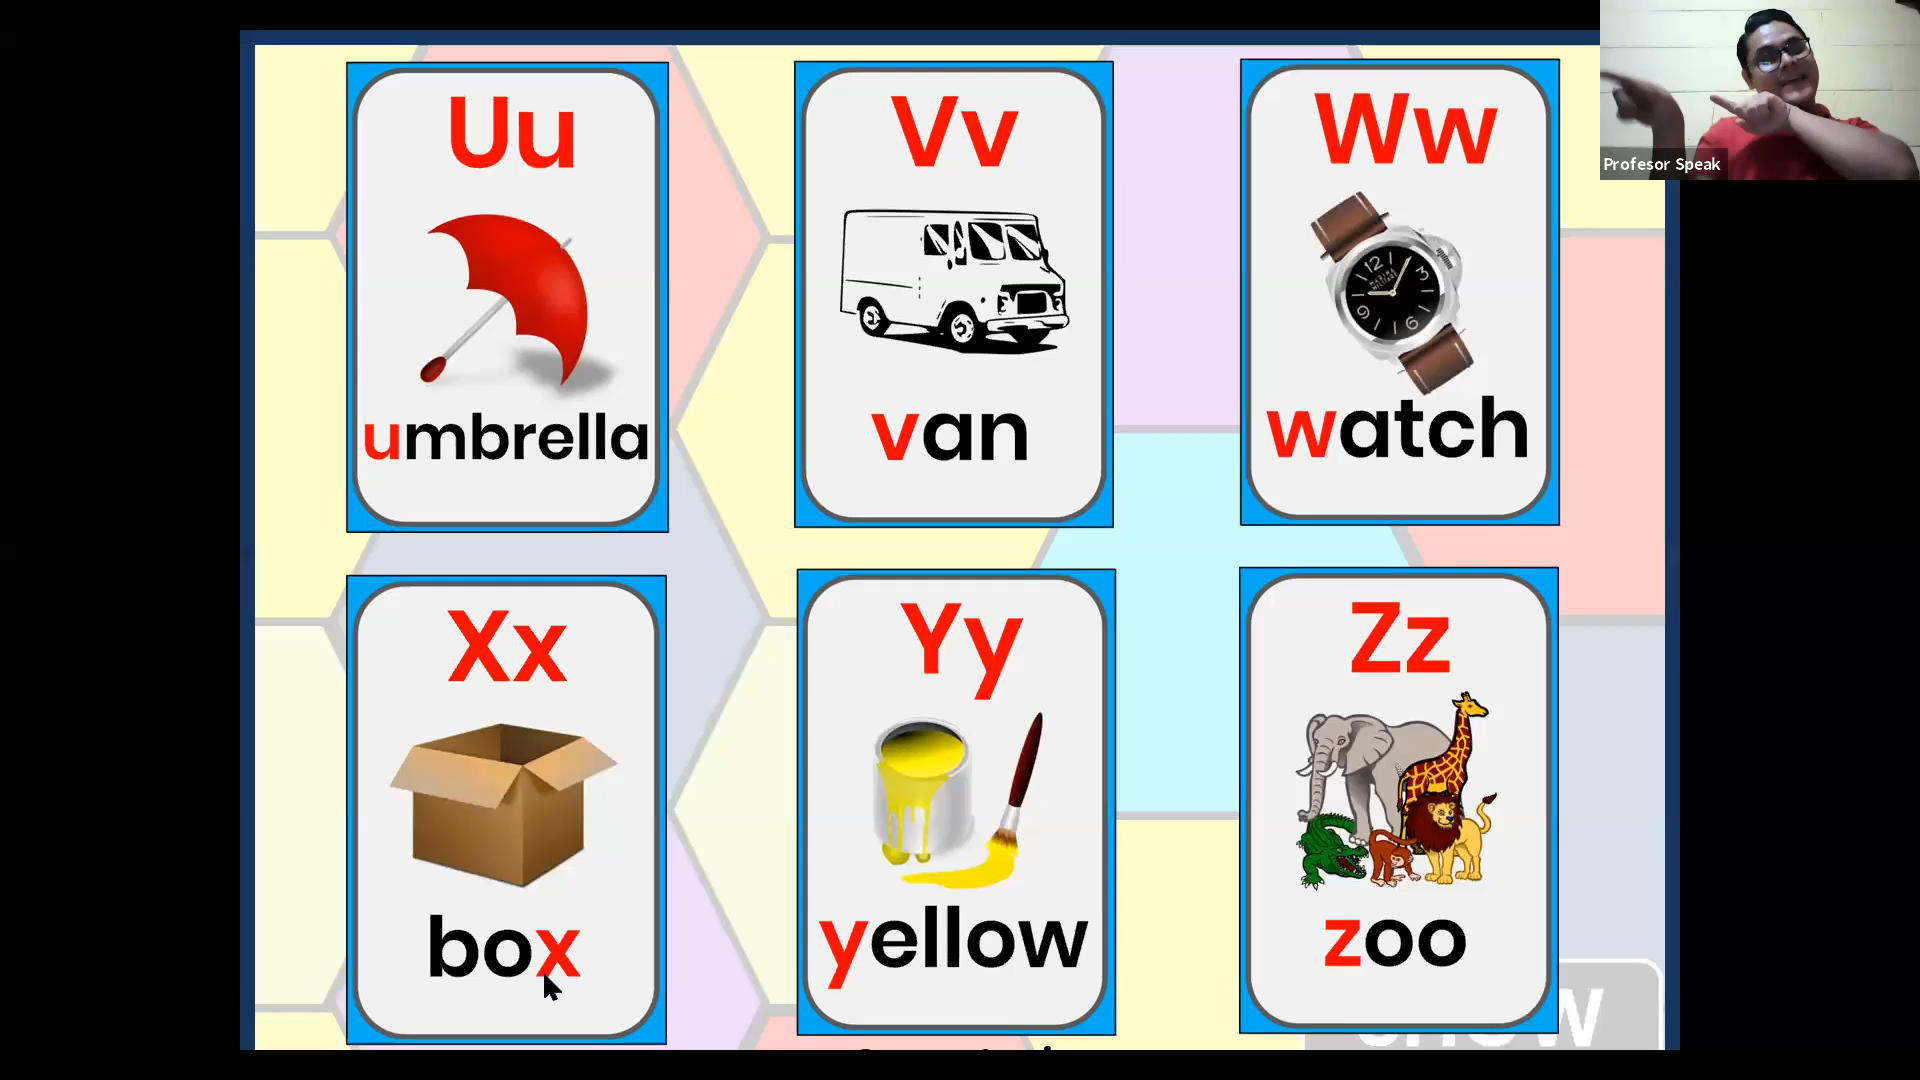 Uu
umbrella
Vv
van
Ww
watch
Profesor Speak
Xx
box
Yy
yellow
Zz
zoo